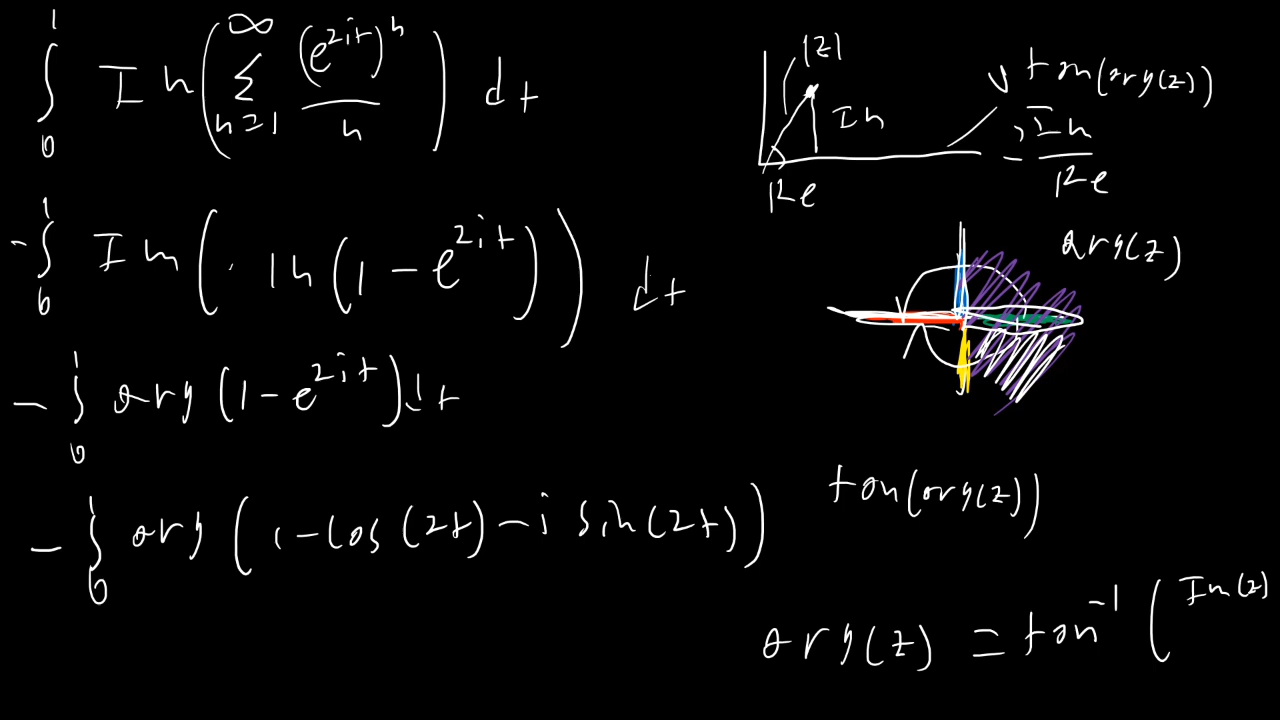 ∫₀¹ Im(∑_{n=1}^{∞} (e^{2it})^n / n) dt
-∫₀¹ Im(ln(1-e^{2it})) dt
-∫₀¹ arg(1-e^{2it}) dt
-∫₀¹ arg(1-cos(2t)-i sin(2t))
|z|
Im
Re
tan(arg(z))
= Im/Re
arg(z)
tan(arg(z))
arg(z) = tan^{-1}(Im(z)